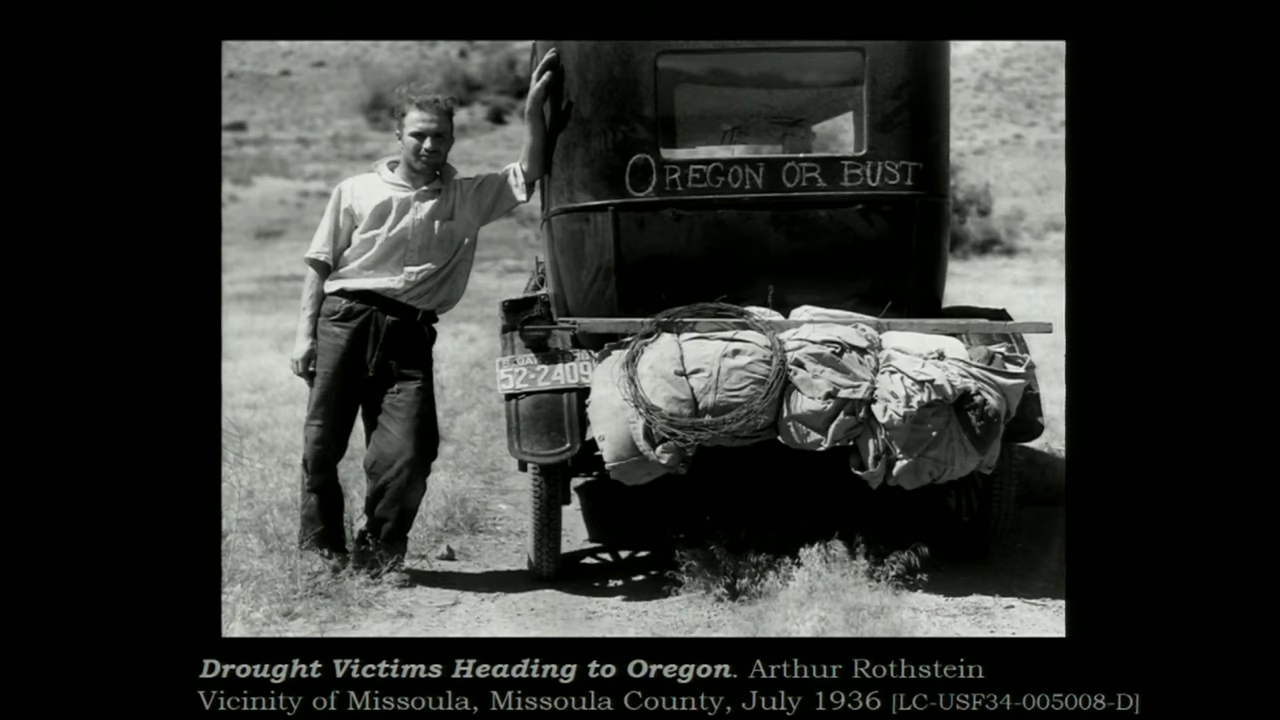 OREGON OR BUST
52-2409
Drought Victims Heading to Oregon. Arthur Rothstein
Vicinity of Missoula, Missoula County, July 1936 [LC-USF34-005008-D]